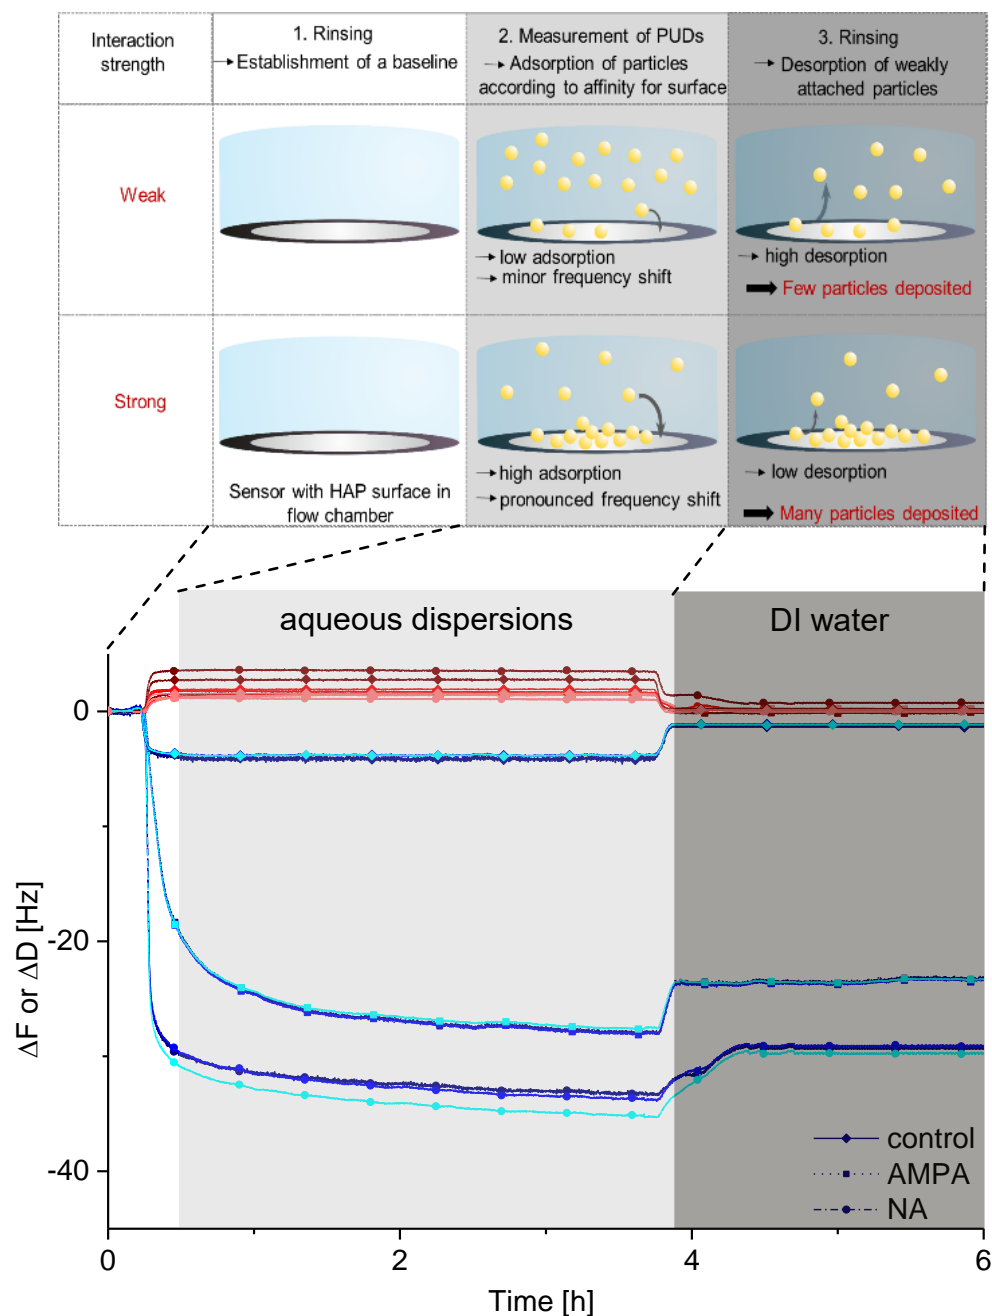 Interaction
strength
1. Rinsing
→ Establishment of a baseline
2. Measurement of PUDs
→ Adsorption of particles
according to affinity for surface
3. Rinsing
→ Desorption of weakly
attached particles
Weak
→ low adsorption
→ minor frequency shift
→ high desorption
➡ Few particles deposited
Strong
Sensor with HAP surface in
flow chamber
→ high adsorption
→ pronounced frequency shift
→ low desorption
➡ Many particles deposited
aqueous dispersions
DI water
ΔF or ΔD [Hz]
0
-20
-40
control
AMPA
NA
0
2
4
6
Time [h]